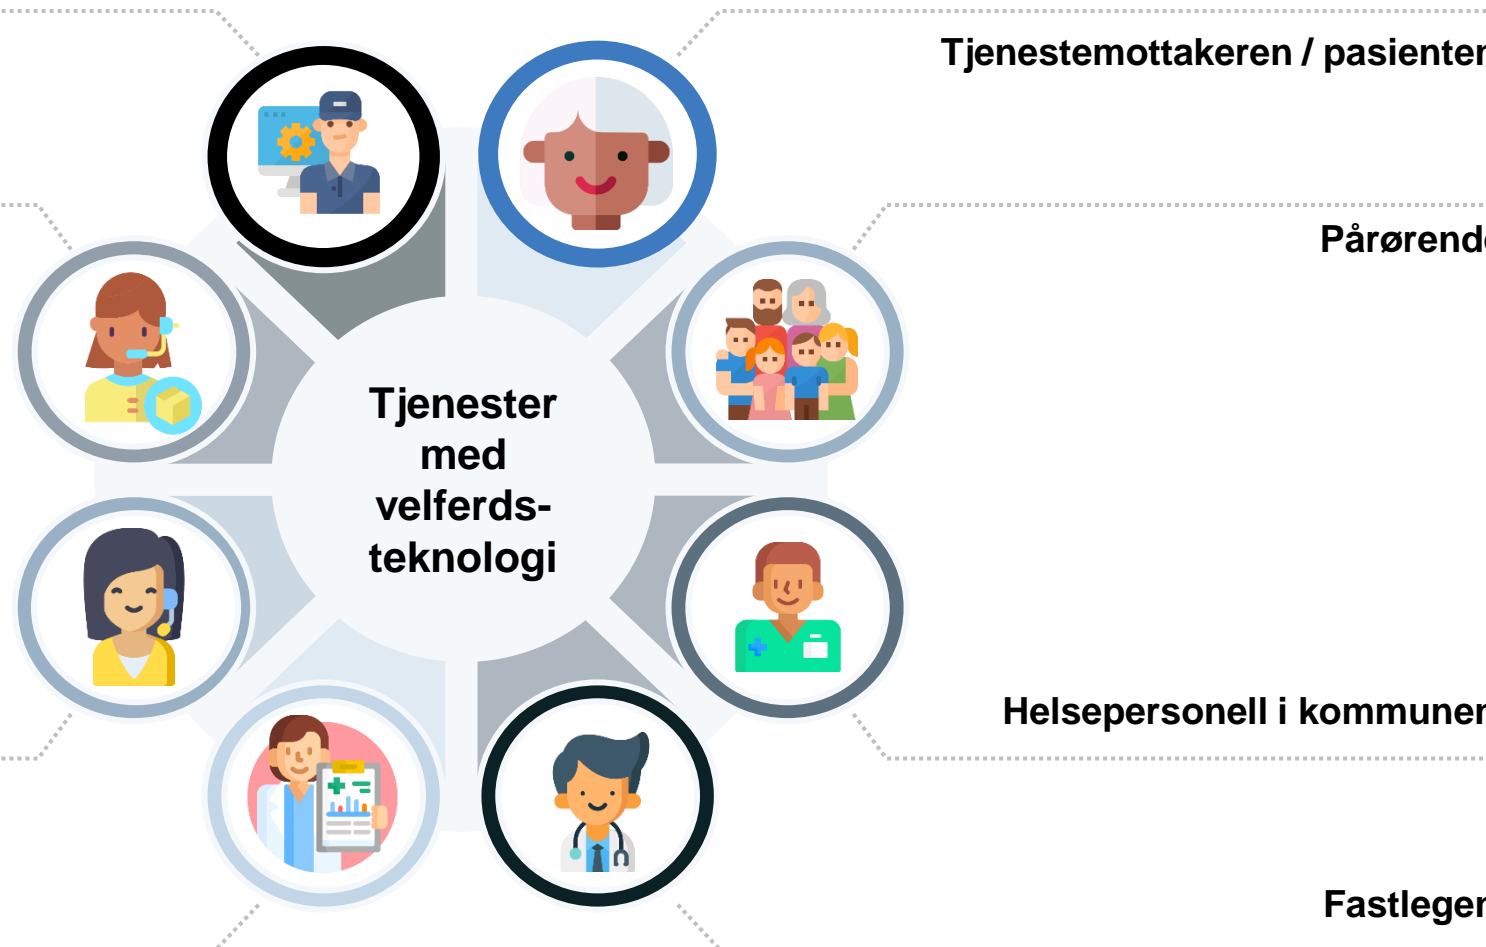 Tjenestemottakeren / pasienten
Pårørende
Tjenester
med
velferds-
teknologi
Helsepersonell i kommunen
Fastlegen